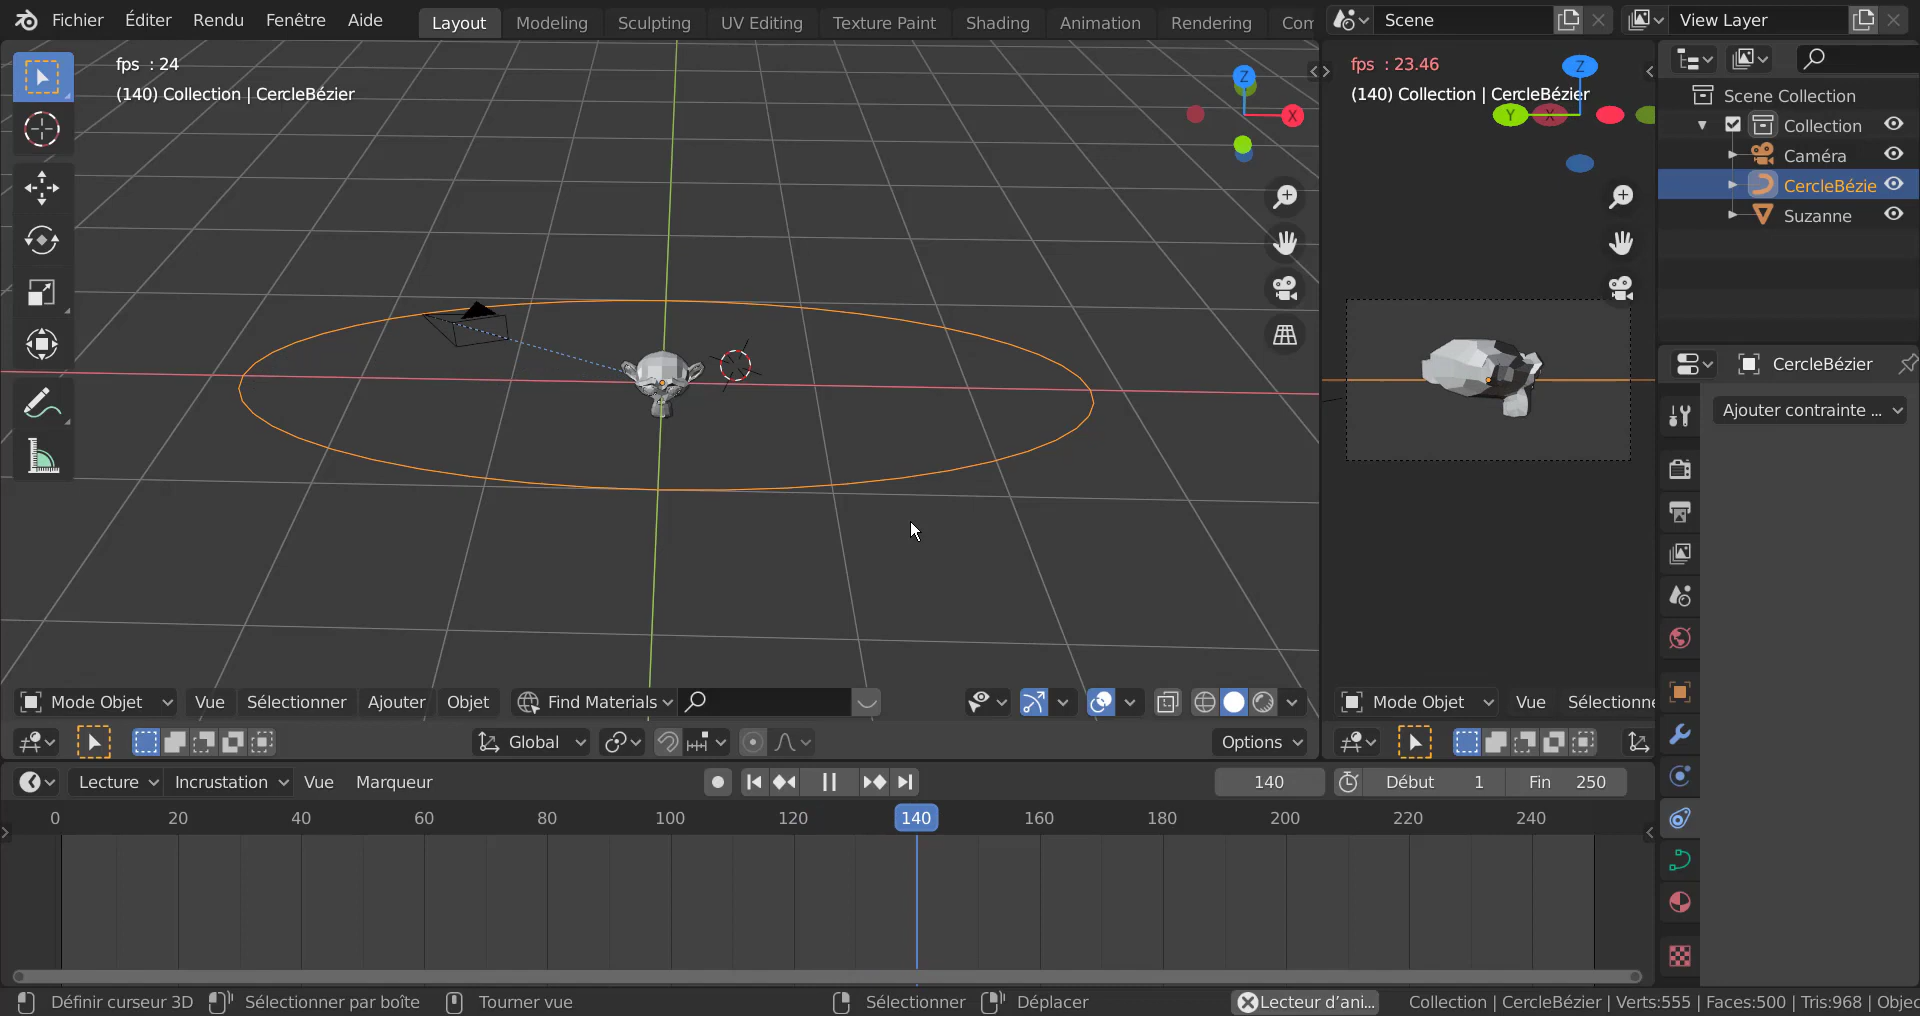 Fichier Éditer Rendu Fenêtre Aide Layout Modeling Sculpting UV Editing Texture Paint Shading Animation Rendering Com Scene View Layer
fps : 24
(140) Collection | CercleBézier
Z
X
fps : 23.46
(140) Collection | CercleBézier
Z
Y
X
Scene Collection
Collection
Caméra
CercleBézie
Suzanne
CercleBézier
Ajouter contrainte ...
Mode Objet Vue Sélectionner Ajouter Objet Find Materials
Mode Objet Vue Sélectionne
Global Options
Lecture Incrustation Vue Marqueur 140 Début 1 Fin 250
0 20 40 60 80 100 120 140 160 180 200 220 240
Définir curseur 3D Sélectionner par boîte Tourner vue Sélectionner Déplacer Lecteur d'ani... Collection | CercleBézier | Verts:555 | Faces:500 | Tris:968 | Objec